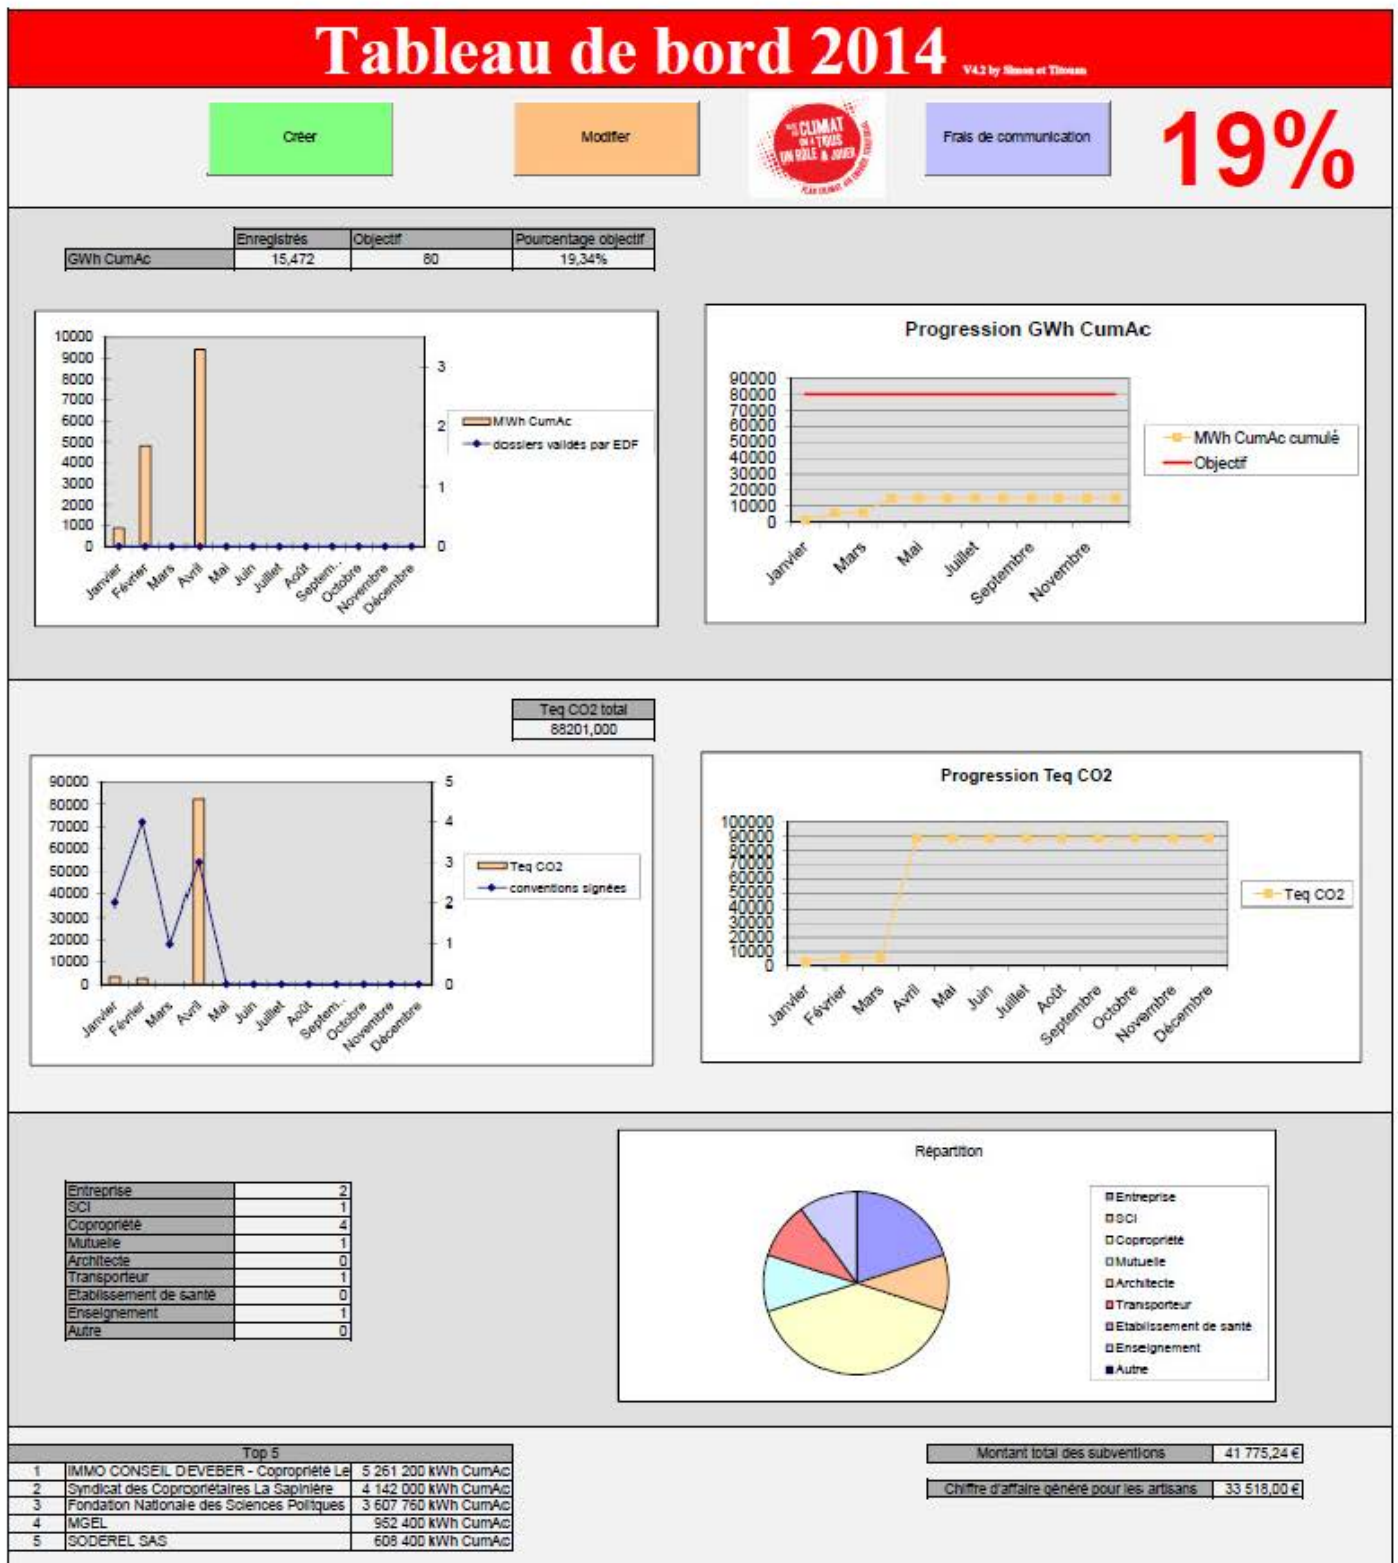 Tableau de bord 2014 V4.2 by Simon et Titouan
Créer
Modifier
CLIMAT
ON A TOUS
UN RÔLE A JOUER
Frais de communication
19%
Enregistrés Objectif Pourcentage objectif
GWh CumAc 15,472 80 19,34%
10000
9000
8000
7000
6000
5000
4000
3000
2000
1000
0
3
2
1
0
MWh CumAc
dossiers validés par EDF
Janvier Février Mars Avril Mai Juin Juillet Août Septem... Octobre Novembre Décembre
Progression GWh CumAc
90000
80000
70000
60000
50000
40000
30000
20000
10000
0
MWh CumAc cumulé
Objectif
Janvier Mars Mai Juillet Septembre Novembre
Teq CO2 total
88201,000
90000
80000
70000
60000
50000
40000
30000
20000
10000
0
5
4
3
2
1
0
Teq CO2
conventions signées
Janvier Février Mars Avril Mai Juin Juillet Août Septem... Octobre Novembre Décembre
Progression Teq CO2
100000
90000
80000
70000
60000
50000
40000
30000
20000
10000
0
Teq CO2
Janvier Février Mars Avril Mai Juin Juillet Août Septembre Octobre Novembre Décembre
Entreprise 2
SCI 1
Copropriété 4
Mutuelle 1
Architecte 0
Transporteur 1
Etablissement de santé 0
Enseignement 1
Autre 0
Répartition
Entreprise
SCI
Copropriété
Mutuelle
Architecte
Transporteur
Etablissement de santé
Enseignement
Autre
Top 5
1 IMMO CONSEIL DEVEBER - Copropriété Le 5 261 200 kWh CumAc
2 Syndicat des Copropriétaires La Sapinière 4 142 000 kWh CumAc
3 Fondation Nationale des Sciences Politques 3 607 760 kWh CumAc
4 MGEL 952 400 kWh CumAc
5 SODEREL SAS 608 400 kWh CumAc
Montant total des subventions 41 775,24 €
Chiffre d'affaire généré pour les artisans 33 518,00 €